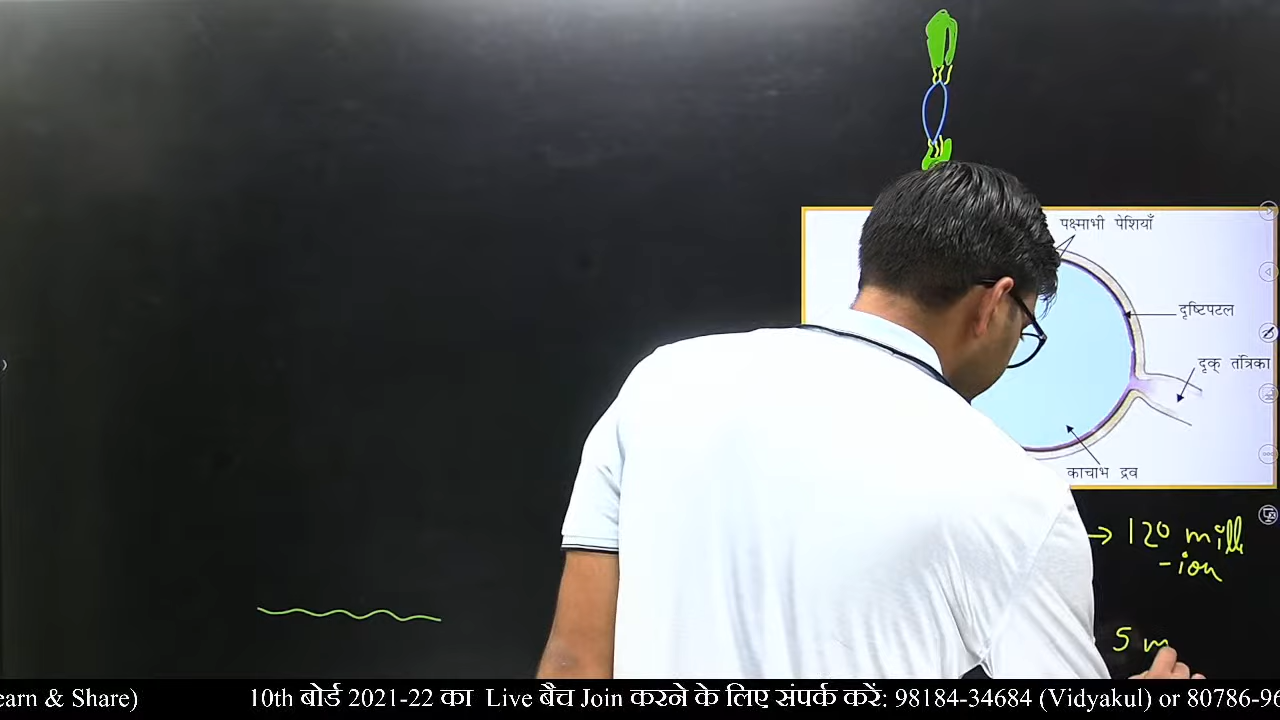 पक्ष्माभी पेशियाँ
दृष्टिपटल
दृक् तंत्रिका
काचाभ द्रव
→ 120 mill
-ion
5 m
earn & Share) 10th बोर्ड 2021-22 का Live बैच Join करने के लिए संपर्क करें: 98184-34684 (Vidyakul) or 80786-96